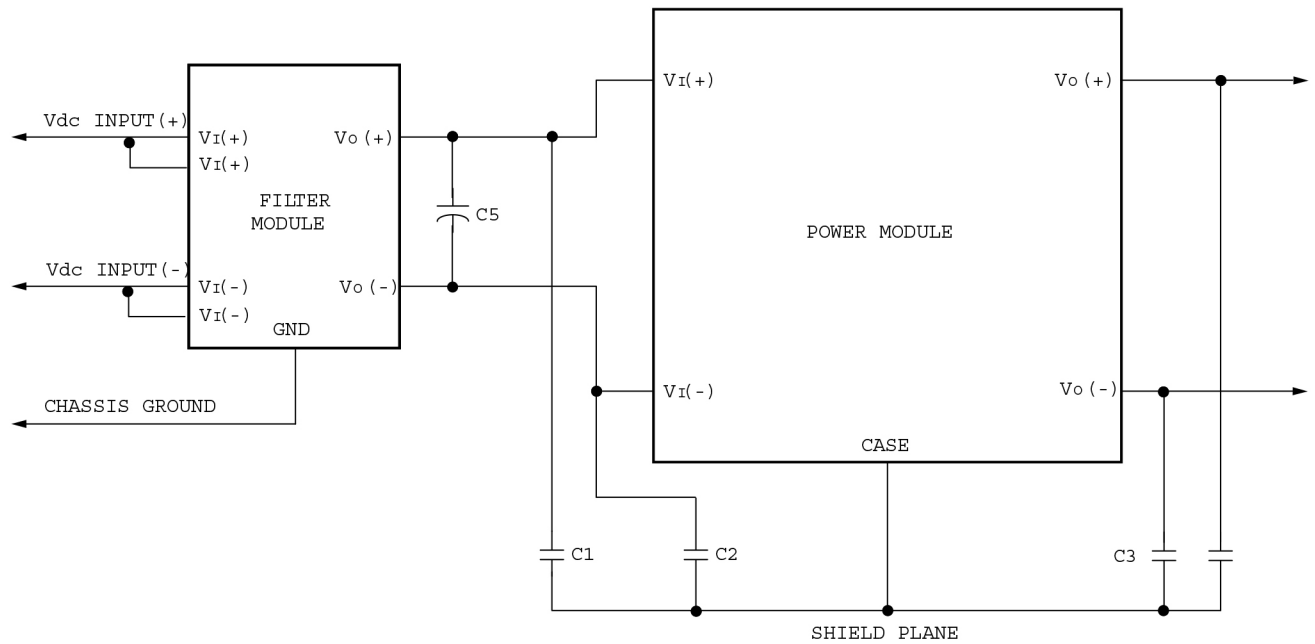 Vdc INPUT(+)
VI(+)
VI(+)
VO(+)
FILTER
MODULE
C5
Vdc INPUT(-)
VI(-)
VI(-)
VO(-)
GND
CHASSIS GROUND
VI(+)
VO(+)
POWER MODULE
VI(-)
VO(-)
CASE
C1
C2
C3
SHIELD PLANE